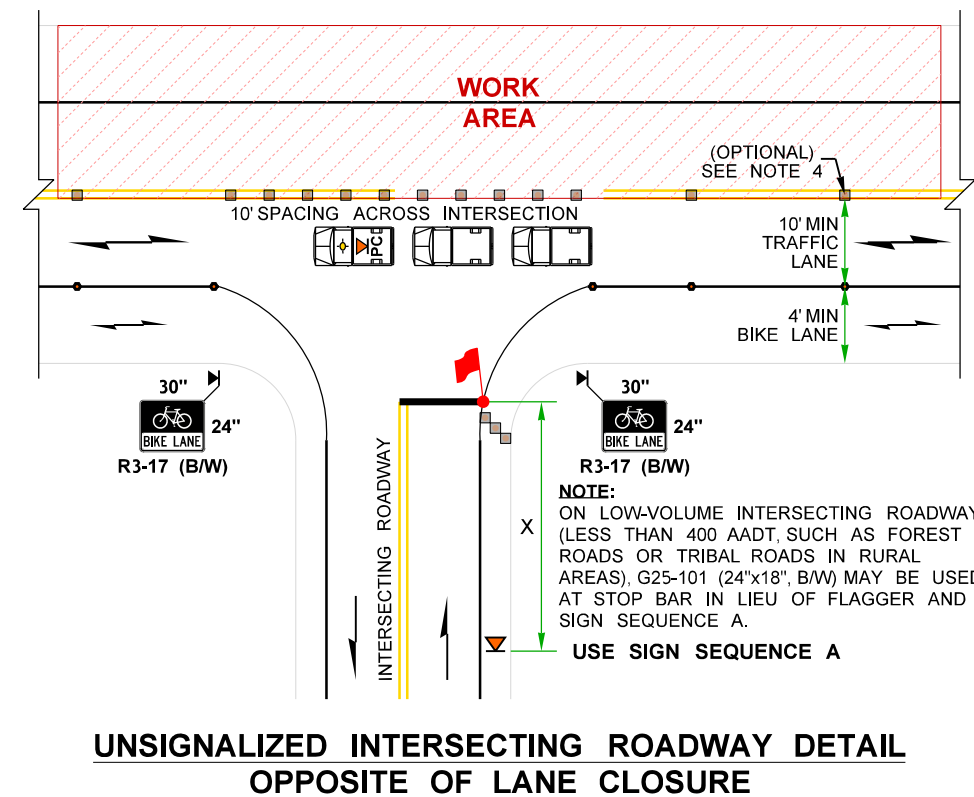 WORK
AREA
(OPTIONAL)
SEE NOTE 4
10' SPACING ACROSS INTERSECTION
PC
10' MIN
TRAFFIC
LANE
4' MIN
BIKE LANE
30"
BIKE LANE
24"
R3-17 (B/W)
30"
BIKE LANE
24"
R3-17 (B/W)
INTERSECTING ROADWAY
X
NOTE:
ON LOW-VOLUME INTERSECTING ROADWAY
(LESS THAN 400 AADT, SUCH AS FOREST
ROADS OR TRIBAL ROADS IN RURAL
AREAS), G25-101 (24"x18", B/W) MAY BE USED
AT STOP BAR IN LIEU OF FLAGGER AND
SIGN SEQUENCE A.
USE SIGN SEQUENCE A
UNSIGNALIZED INTERSECTING ROADWAY DETAIL
OPPOSITE OF LANE CLOSURE